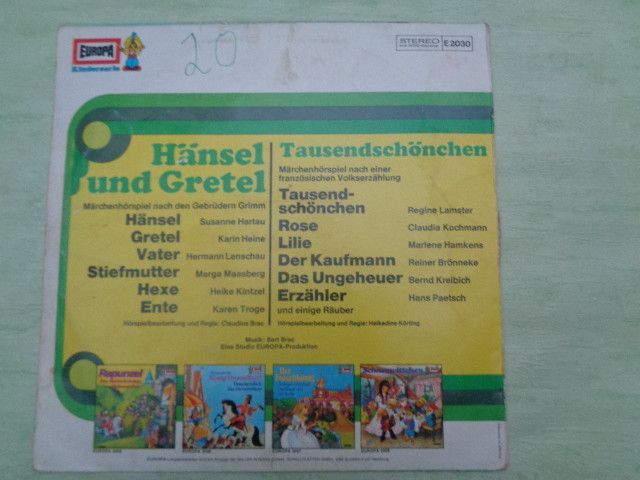 EUROPA
Kinderserie
20
STEREO
E 2030
Hänsel
und Gretel
Märchenhörspiel nach den Gebrüdern Grimm
Hänsel Susanne Hartau
Gretel Karin Heine
Vater Hermann Lenschau
Stiefmutter Marga Maasberg
Hexe Heike Kintzel
Ente Karen Troge
Hörspielbearbeitung und Regie: Claudius Brac
Tausendschönchen
Märchenhörspiel nach einer
französischen Volkserzählung
Tausend-
schönchen Regine Lamster
Rose Claudia Kochmann
Lilie Marlene Hamkens
Der Kaufmann Reiner Brönneke
Das Ungeheuer Bernd Kreibich
Erzähler Hans Paetsch
und einige Räuber
Hörspielbearbeitung und Regie: Heikedine Körting
Musik: Bert Brac
Eine Studio EUROPA-Produktion
Rapunzel
Der
Schneewittchen